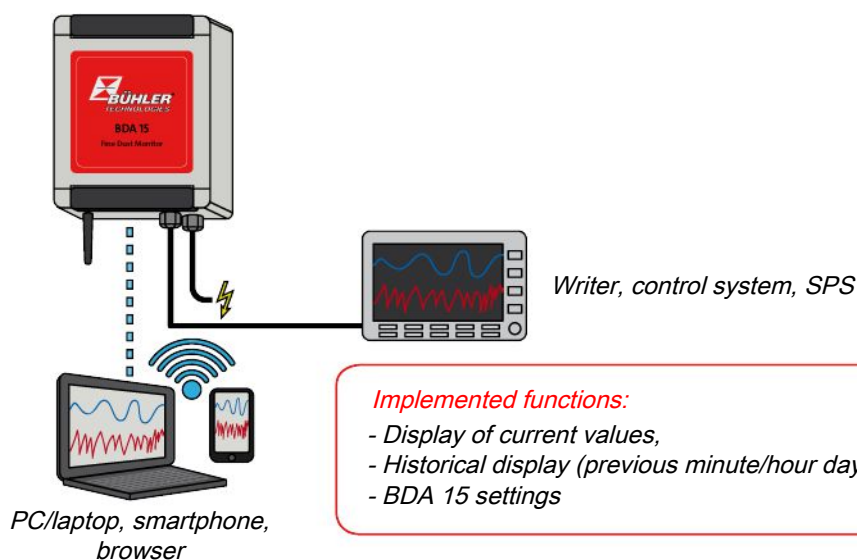 BÜHLER
TECHNOLOGIES
BDA 15
Fine Dust Monitor
Writer, control system, SPS
Implemented functions:
- Display of current values,
- Historical display (previous minute/hour day
- BDA 15 settings
PC/laptop, smartphone,
browser